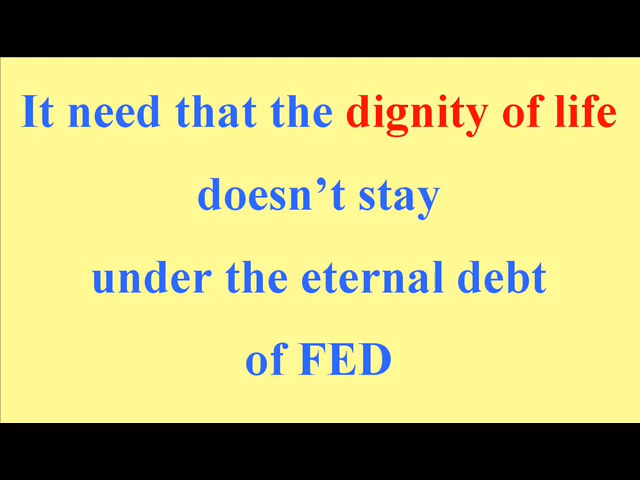 It need that the dignity of life
doesn’t stay
under the eternal debt
of FED